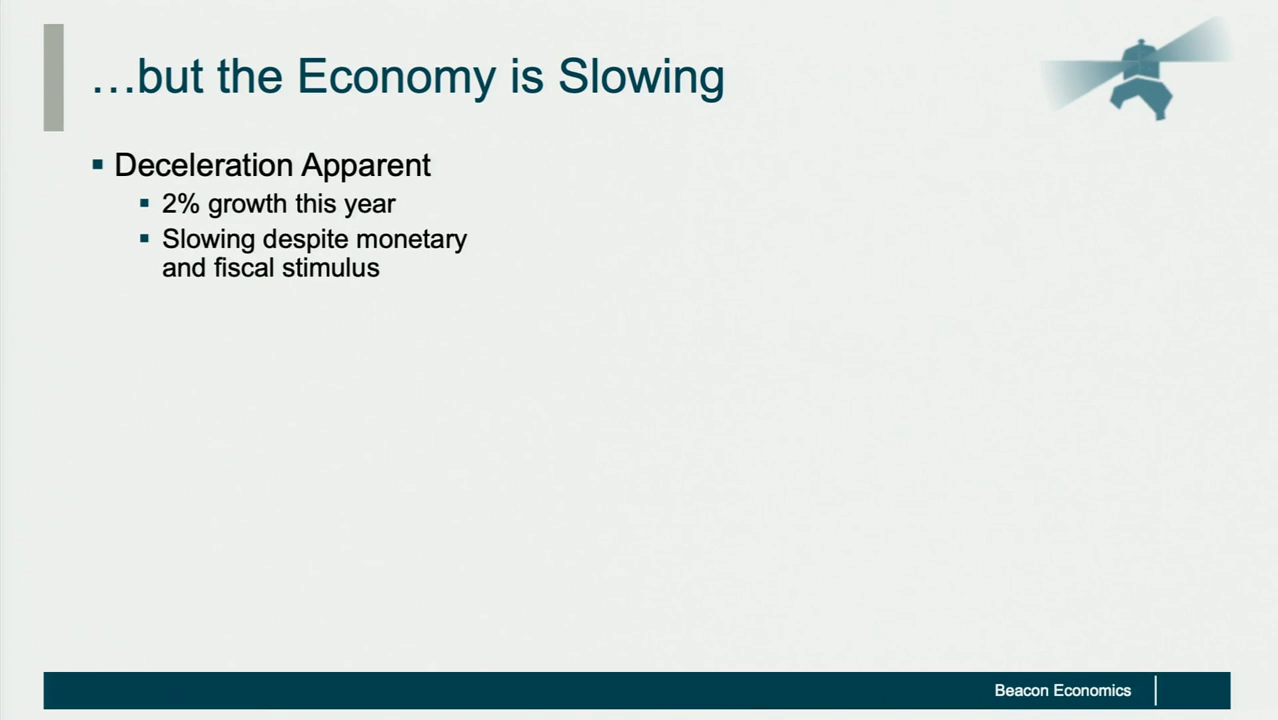 …but the Economy is Slowing
▪ Deceleration Apparent
▪ 2% growth this year
▪ Slowing despite monetary
and fiscal stimulus
Beacon Economics